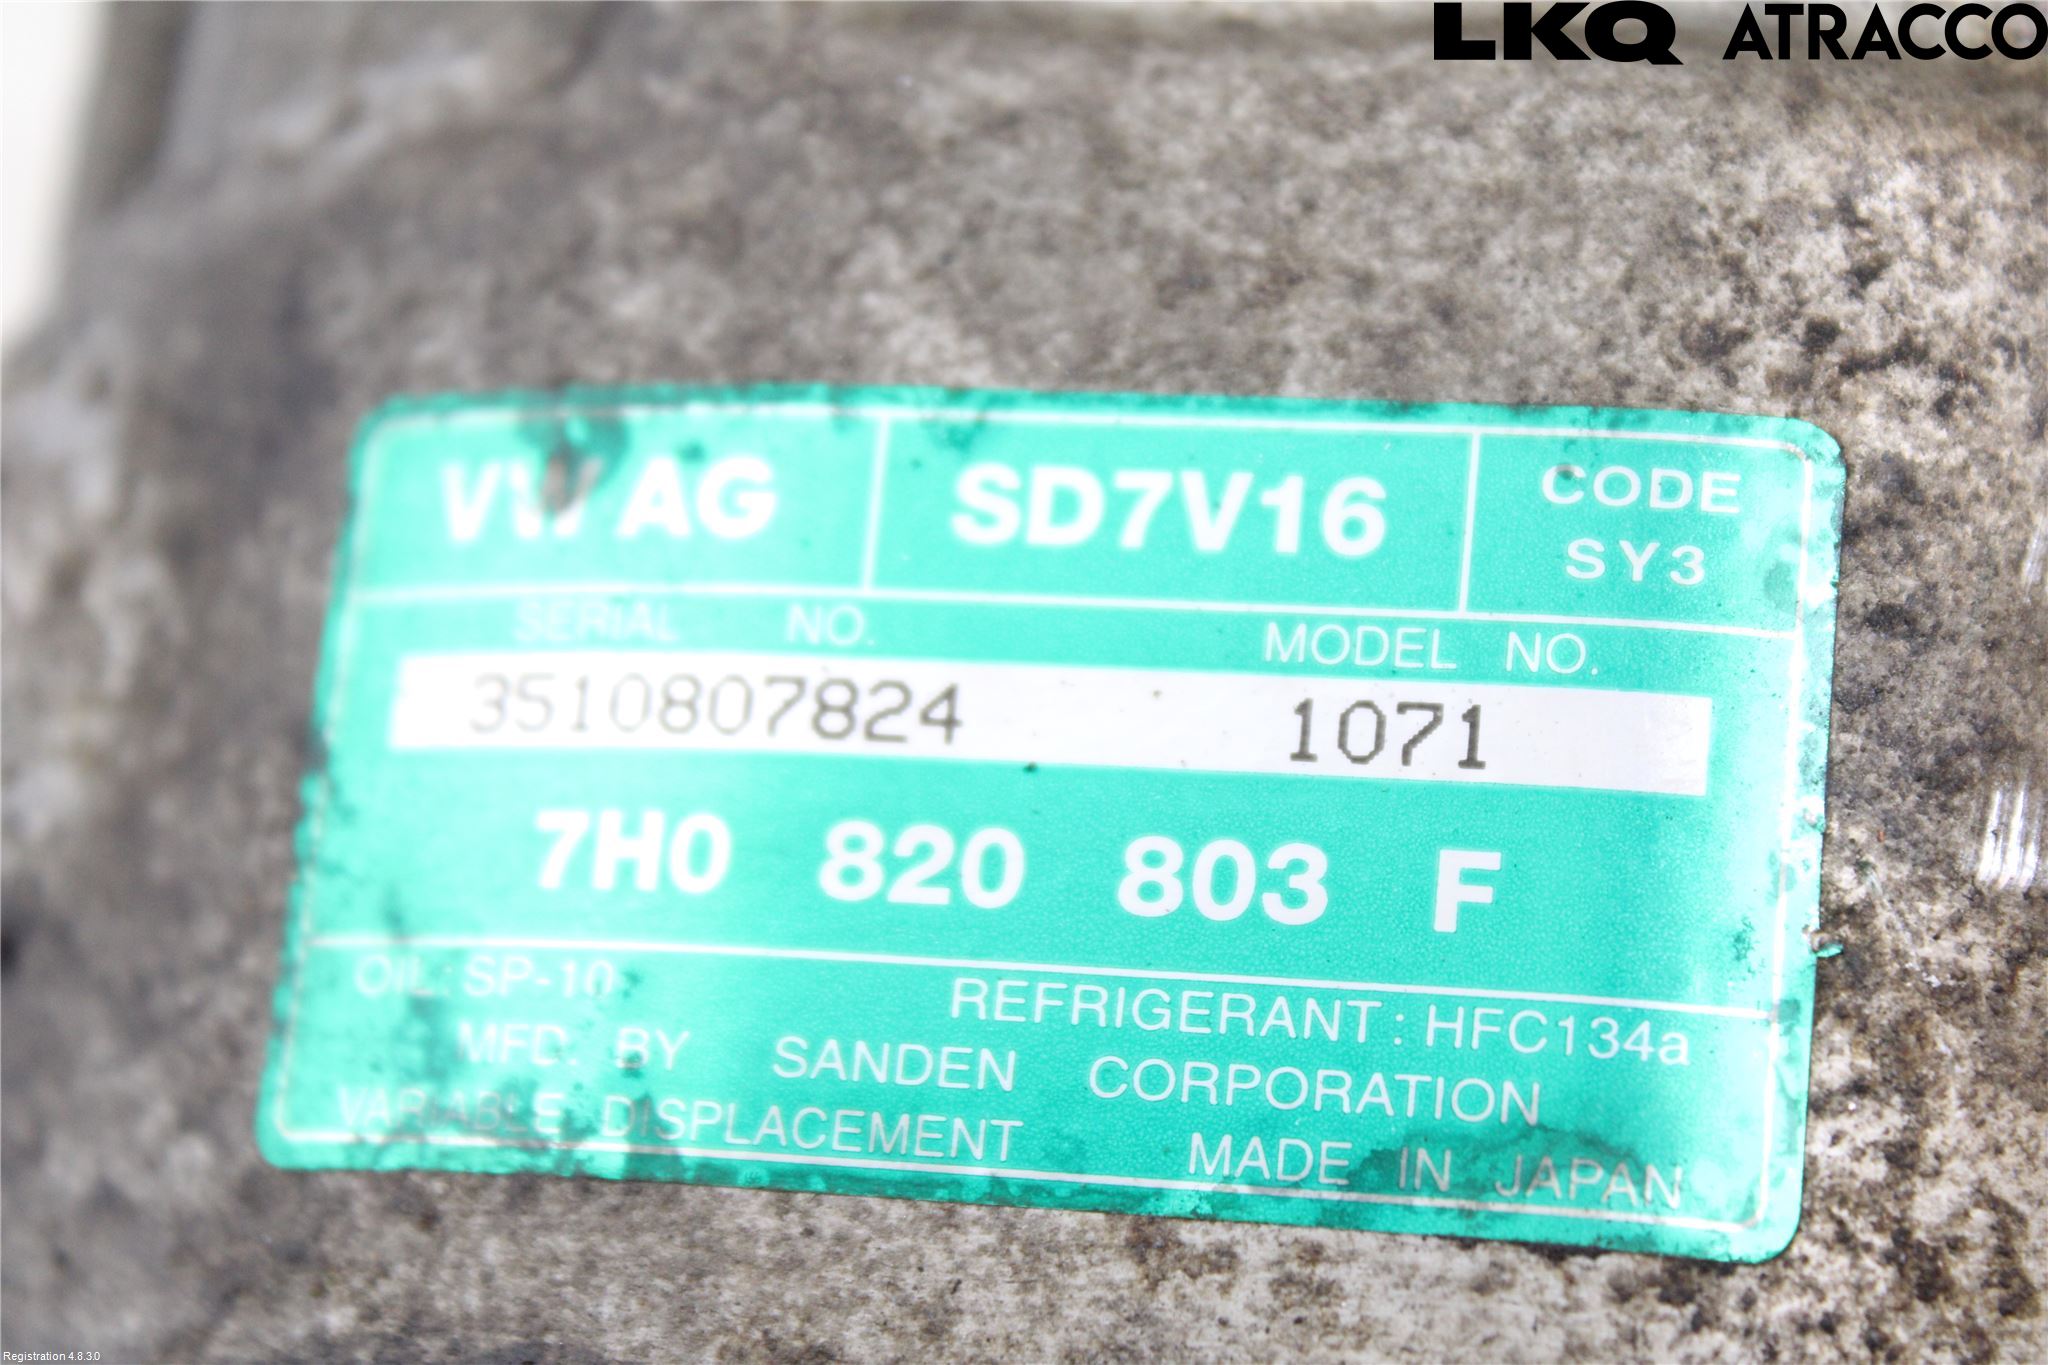 LKQ ATRACCO
VW AG SD7V16 CODE
SY3
SERIAL NO. MODEL NO.
3510807824 1071
7H0 820 803 F
OIL: SP-10 REFRIGERANT : HFC134a
MFD. BY SANDEN CORPORATION
VARIABLE DISPLACEMENT MADE IN JAPAN
Registration 4.8.3.0